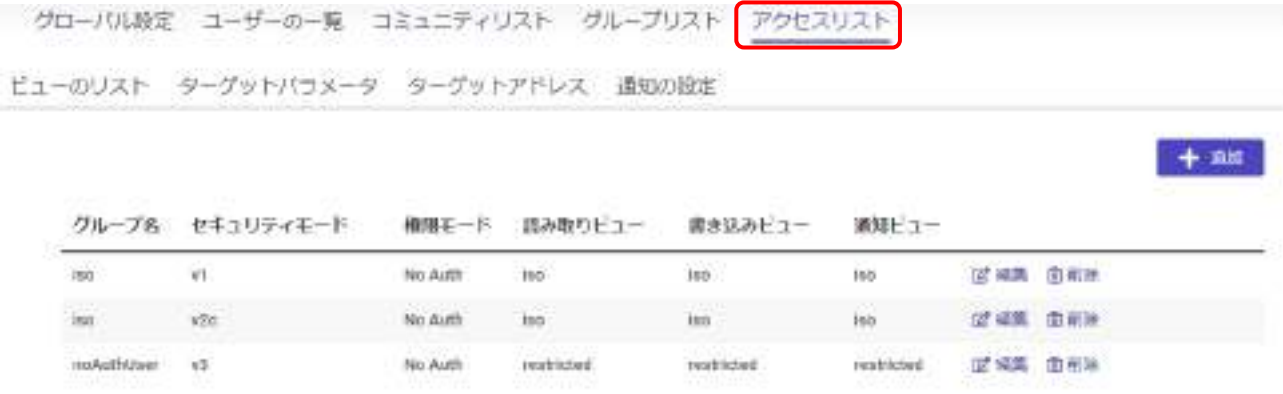 グローバル設定 ユーザーの一覧 コミュニティリスト グループリスト アクセスリスト
ビューのリスト ターゲットパラメータ ターゲットアドレス 通知の設定
+ 追加
グループ名 セキュリティモード 権限モード 読み取りビュー 書き込みビュー 通知ビュー
iso v1 No Auth iso iso iso 編集 削除
iso v2c No Auth iso iso iso 編集 削除
noAuthUser v3 No Auth restricted restricted restricted 編集 削除